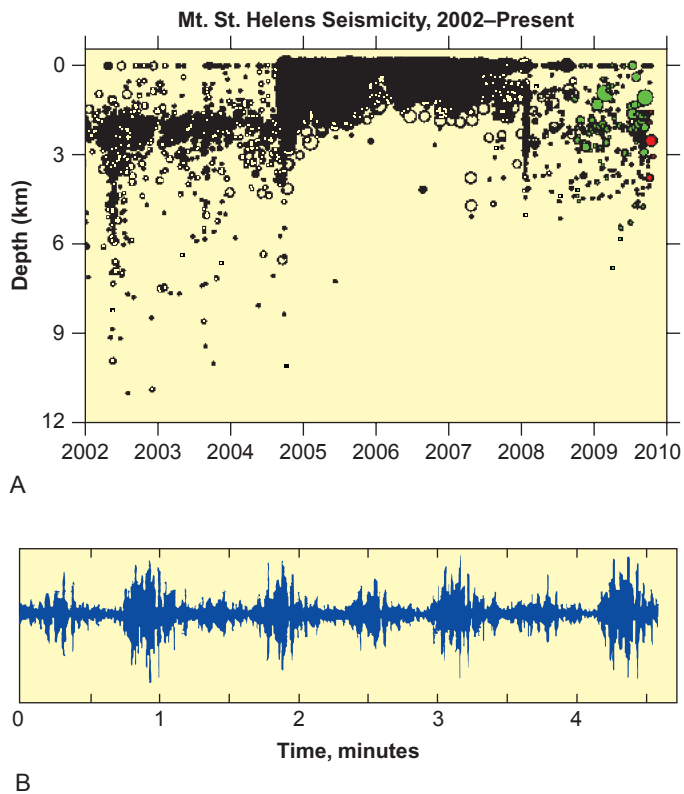 Mt. St. Helens Seismicity, 2002–Present
0
3
6
9
12
Depth (km)
2002 2003 2004 2005 2006 2007 2008 2009 2010
A
0 1 2 3 4
Time, minutes
B